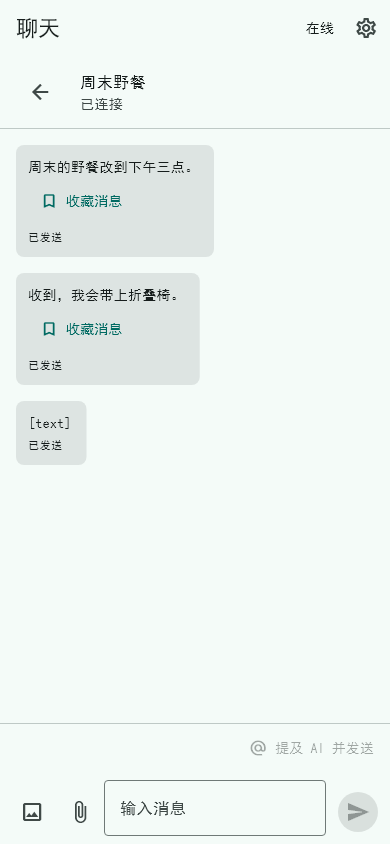 聊天
在线
周末野餐
已连接
周末的野餐改到下午三点。
收藏消息
已发送
收到，我会带上折叠椅。
收藏消息
已发送
[text]
已发送
提及 AI 并发送
输入消息